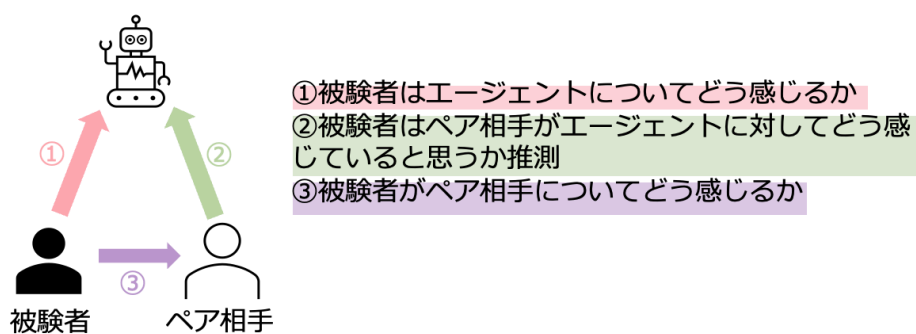 ①被験者はエージェントについてどう感じるか
②被験者はペア相手がエージェントに対してどう感
じていると思うか推測
③被験者がペア相手についてどう感じるか
①
②
③
被験者
ペア相手